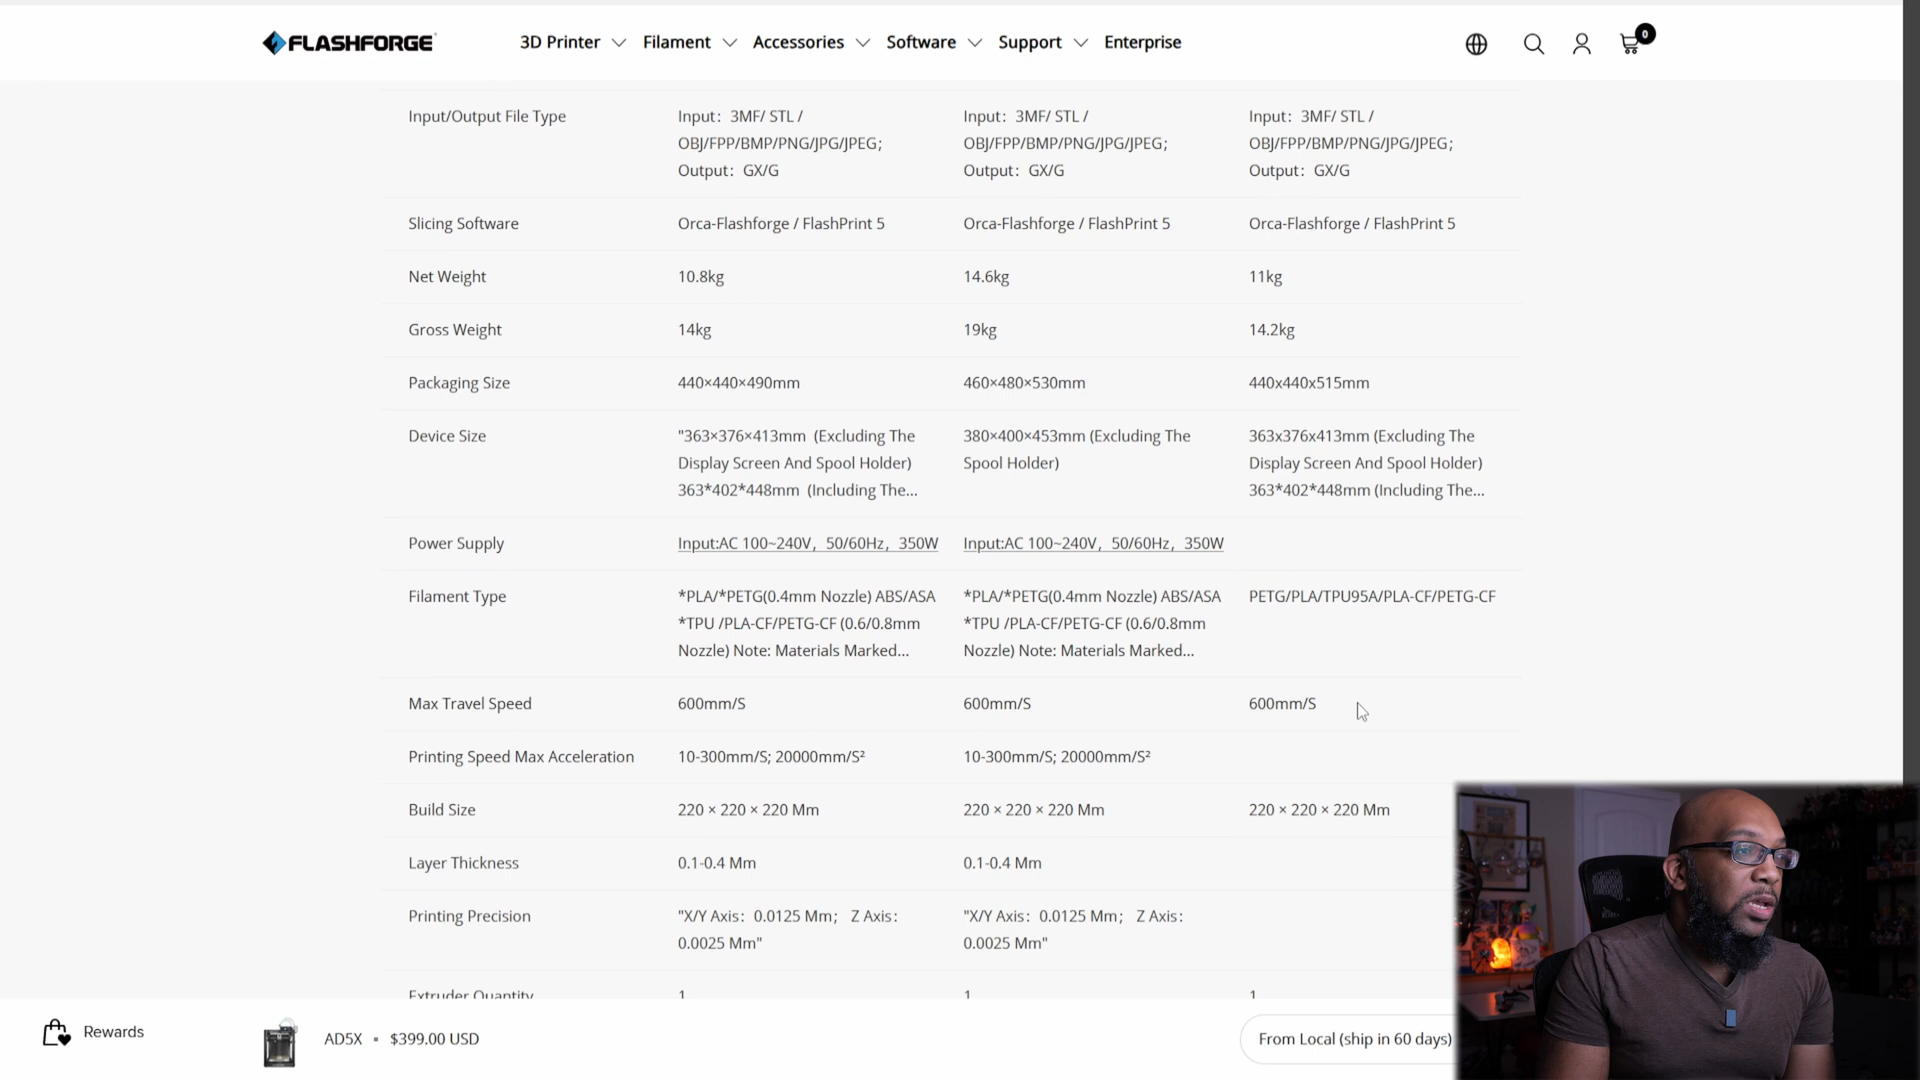 FLASHFORGE
3D Printer Filament Accessories Software Support Enterprise
0
Input/Output File Type
Input： 3MF/ STL /
OBJ/FPP/BMP/PNG/JPG/JPEG;
Output： GX/G
Input： 3MF/ STL /
OBJ/FPP/BMP/PNG/JPG/JPEG;
Output： GX/G
Input： 3MF/ STL /
OBJ/FPP/BMP/PNG/JPG/JPEG;
Output： GX/G
Slicing Software
Orca-Flashforge / FlashPrint 5
Orca-Flashforge / FlashPrint 5
Orca-Flashforge / FlashPrint 5
Net Weight
10.8kg
14.6kg
11kg
Gross Weight
14kg
19kg
14.2kg
Packaging Size
440×440×490mm
460×480×530mm
440x440x515mm
Device Size
"363×376×413mm (Excluding The
Display Screen And Spool Holder)
363*402*448mm (Including The...
380×400×453mm (Excluding The
Spool Holder)
363x376x413mm (Excluding The
Display Screen And Spool Holder)
363*402*448mm (Including The...
Power Supply
Input:AC 100~240V，50/60Hz，350W
Input:AC 100~240V，50/60Hz，350W
Filament Type
*PLA/*PETG(0.4mm Nozzle) ABS/ASA
*TPU /PLA-CF/PETG-CF (0.6/0.8mm
Nozzle) Note: Materials Marked...
*PLA/*PETG(0.4mm Nozzle) ABS/ASA
*TPU /PLA-CF/PETG-CF (0.6/0.8mm
Nozzle) Note: Materials Marked...
PETG/PLA/TPU95A/PLA-CF/PETG-CF
Max Travel Speed
600mm/S
600mm/S
600mm/S
Printing Speed Max Acceleration
10-300mm/S; 20000mm/S²
10-300mm/S; 20000mm/S²
Build Size
220 × 220 × 220 Mm
220 × 220 × 220 Mm
220 × 220 × 220 Mm
Layer Thickness
0.1-0.4 Mm
0.1-0.4 Mm
Printing Precision
"X/Y Axis：0.0125 Mm； Z Axis：
0.0025 Mm"
"X/Y Axis：0.0125 Mm； Z Axis：
0.0025 Mm"
Extruder Quantity
1
1
1
Rewards
AD5X ▪ $399.00 USD
From Local (ship in 60 days)